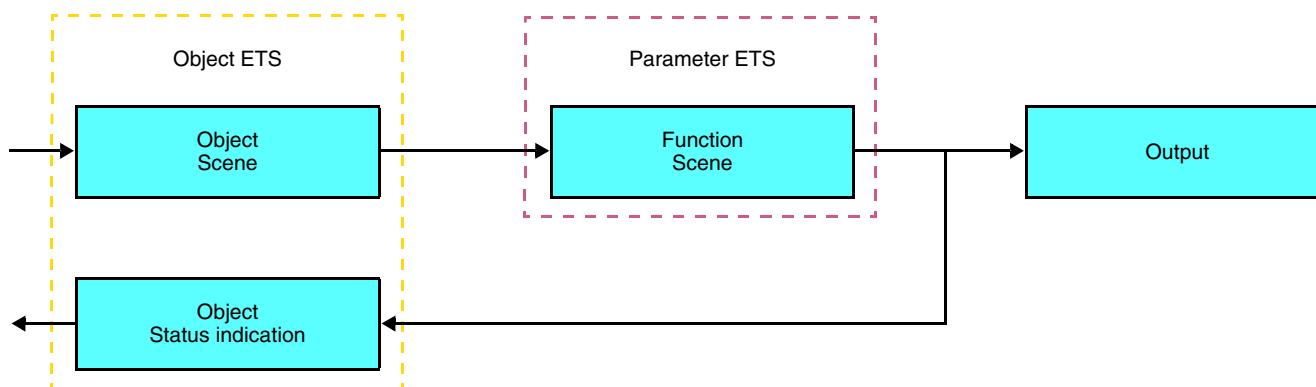 Object ETS
Parameter ETS
Object
Scene
Function
Scene
Output
Object
Status indication